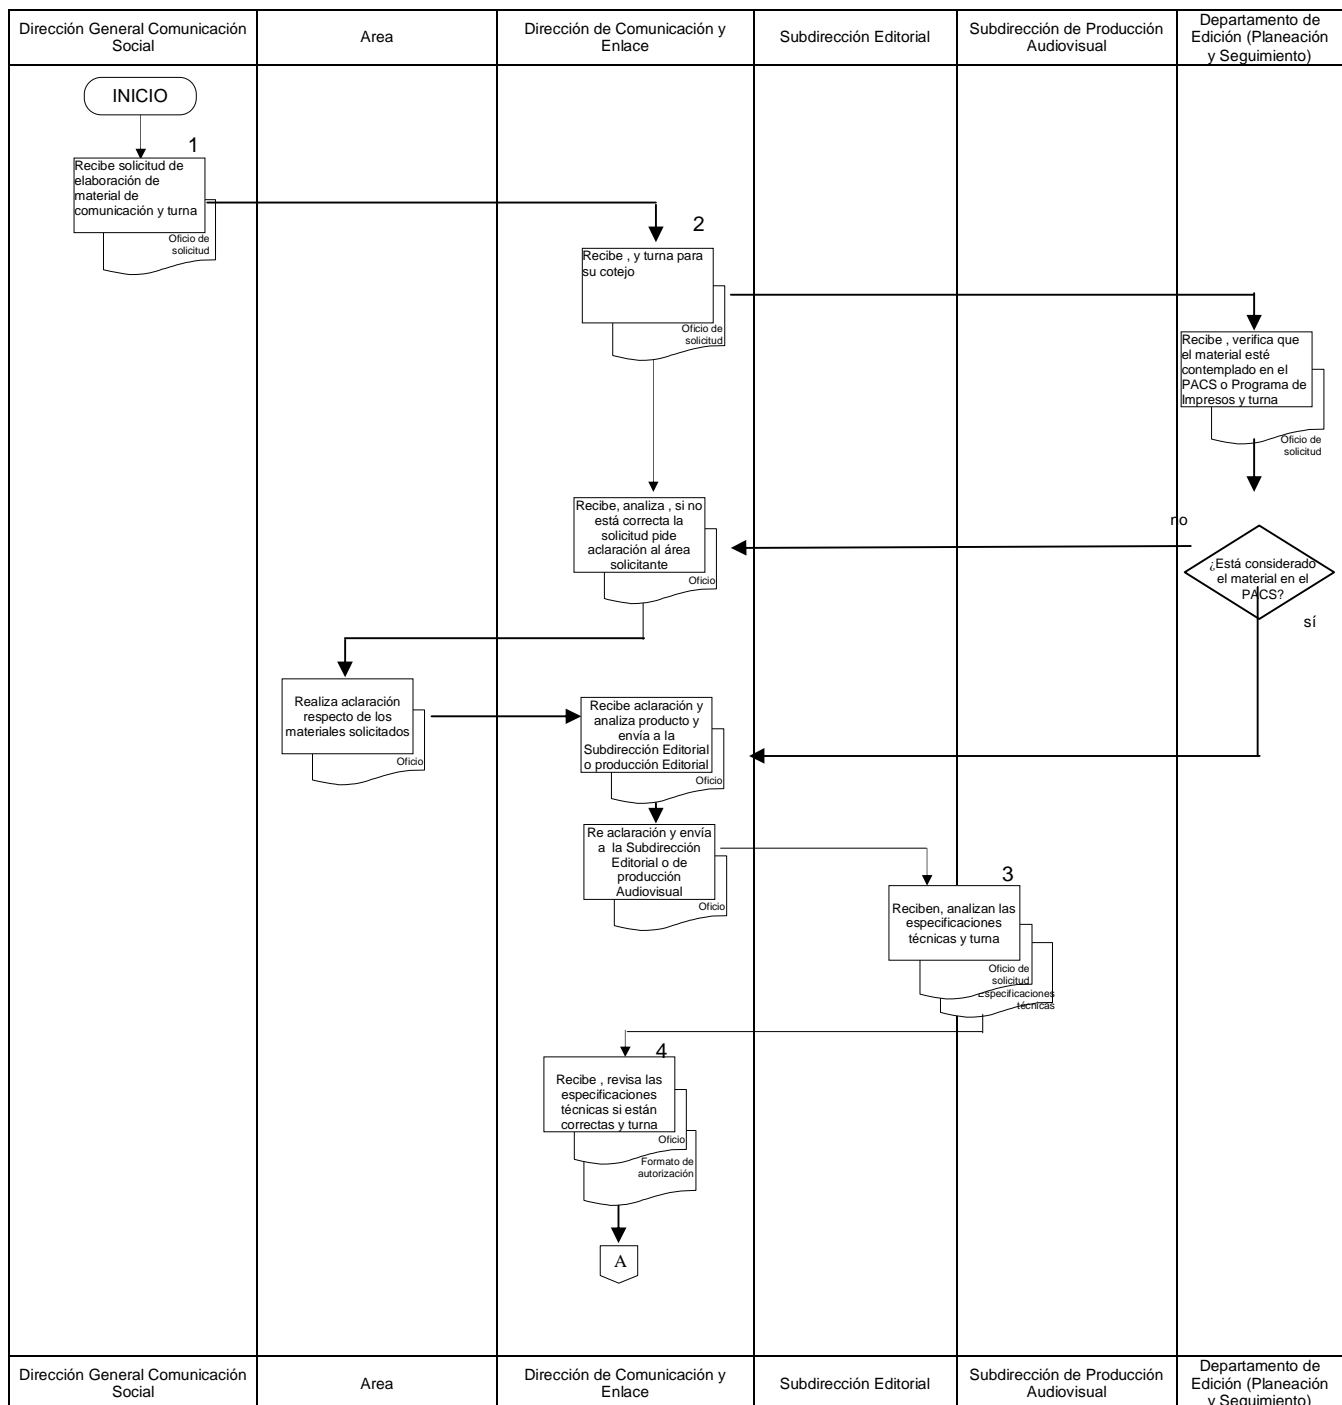 Dirección General Comunicación
Social
Area
Dirección de Comunicación y
Enlace
Subdirección Editorial
Subdirección de Producción
Audiovisual
Departamento de
Edición (Planeación
y Seguimiento)
INICIO
1
Recibe solicitud de
elaboración de
material de
comunicación y turna
Oficio de
solicitud
2
Recibe , y turna para
su cotejo
Oficio de
solicitud
Recibe , verifica que
el material esté
contemplado en el
PACS o Programa de
Impresos y turna
Oficio de
solicitud
Recibe, analiza , si no
está correcta la
solicitud pide
aclaración al área
solicitante
Oficio
no
¿Está considerado
el material en el
PACS?
sí
Realiza aclaración
respecto de los
materiales solicitados
Oficio
Recibe aclaración y
analiza producto y
envía a la
Subdirección Editorial
o producción Editorial
Oficio
Re aclaración y envía
a la Subdirección
Editorial o de
producción
Audiovisual
Oficio
3
Reciben, analizan las
especificaciones
técnicas y turna
Oficio de
solicitud
Especificaciones
técnicas
4
Recibe , revisa las
especificaciones
técnicas si están
correctas y turna
Oficio
Formato de
autorización
A
Dirección General Comunicación
Social
Area
Dirección de Comunicación y
Enlace
Subdirección Editorial
Subdirección de Producción
Audiovisual
Departamento de
Edición (Planeación
y Seguimiento)